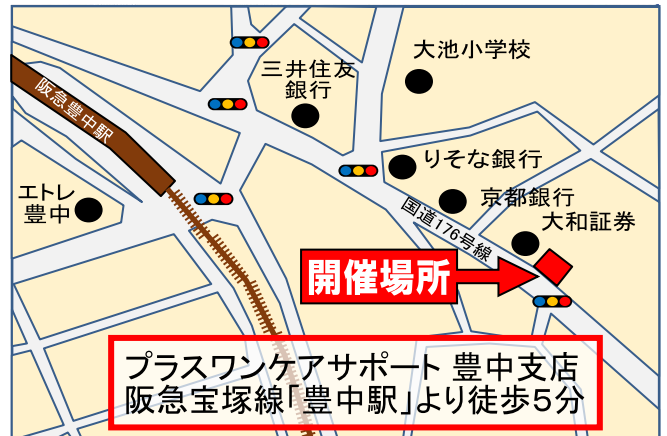 大池小学校
三井住友
銀行
阪急豊中駅
りそな銀行
エトレ
豊中
京都銀行
国道176号線
大和証券
開催場所
プラスワンケアサポート 豊中支店
阪急宝塚線「豊中駅」より徒歩5分